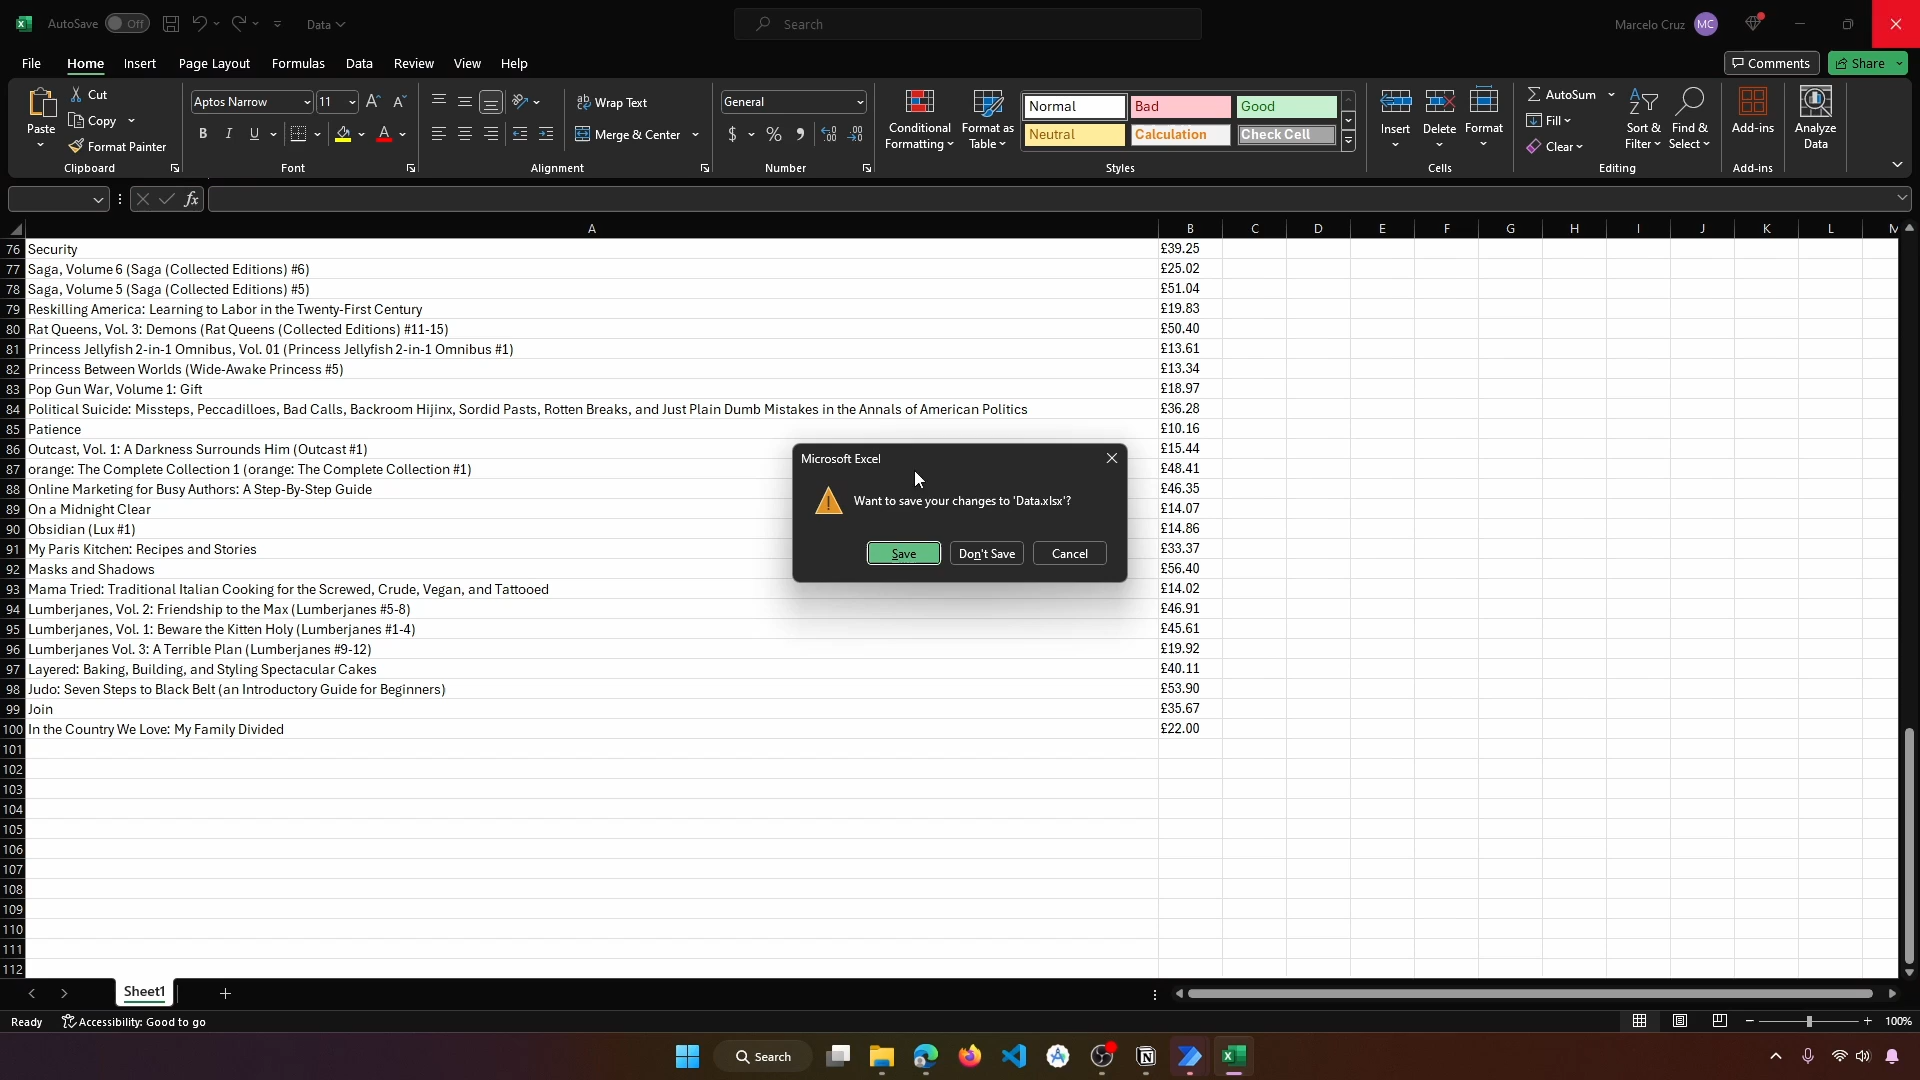 AutoSave Off Data Search Marcelo Cruz MC
File Home Insert Page Layout Formulas Data Review View Help Comments Share
Paste Cut Copy Format Painter Clipboard
Aptos Narrow 11 B I U Font
ab Wrap Text Merge & Center Alignment
General $ % , Number
Conditional Formatting Format as Table
Normal Bad Good
Neutral Calculation Check Cell
Styles
Insert Delete Format Cells
AutoSum Fill Clear Sort & Filter Find & Select Editing
Add-ins Add-ins
Analyze Data
fx
A B C D E F G H I J K L M
76 Security £39.25
77 Saga, Volume 6 (Saga (Collected Editions) #6) £25.02
78 Saga, Volume 5 (Saga (Collected Editions) #5) £51.04
79 Reskilling America: Learning to Labor in the Twenty-First Century £19.83
80 Rat Queens, Vol. 3: Demons (Rat Queens (Collected Editions) #11-15) £50.40
81 Princess Jellyfish 2-in-1 Omnibus, Vol. 01 (Princess Jellyfish 2-in-1 Omnibus #1) £13.61
82 Princess Between Worlds (Wide-Awake Princess #5) £13.34
83 Pop Gun War, Volume 1: Gift £18.97
84 Political Suicide: Missteps, Peccadilloes, Bad Calls, Backroom Hijinx, Sordid Pasts, Rotten Breaks, and Just Plain Dumb Mistakes in the Annals of American Politics £36.28
85 Patience £10.16
86 Outcast, Vol. 1: A Darkness Surrounds Him (Outcast #1) £15.44
87 orange: The Complete Collection 1 (orange: The Complete Collection #1) £48.41
88 Online Marketing for Busy Authors: A Step-By-Step Guide £46.35
89 On a Midnight Clear £14.07
90 Obsidian (Lux #1) £14.86
91 My Paris Kitchen: Recipes and Stories £33.37
92 Masks and Shadows £56.40
93 Mama Tried: Traditional Italian Cooking for the Screwed, Crude, Vegan, and Tattooed £14.02
94 Lumberjanes, Vol. 2: Friendship to the Max (Lumberjanes #5-8) £46.91
95 Lumberjanes, Vol. 1: Beware the Kitten Holy (Lumberjanes #1-4) £45.61
96 Lumberjanes Vol. 3: A Terrible Plan (Lumberjanes #9-12) £19.92
97 Layered: Baking, Building, and Styling Spectacular Cakes £40.11
98 Judo: Seven Steps to Black Belt (an Introductory Guide for Beginners) £53.90
99 Join £35.67
100 In the Country We Love: My Family Divided £22.00
101
102
103
104
105
106
107
108
109
110
111
112
Microsoft Excel
Want to save your changes to 'Data.xlsx'?
Save Don't Save Cancel
Sheet1
Ready Accessibility: Good to go 100%
Search